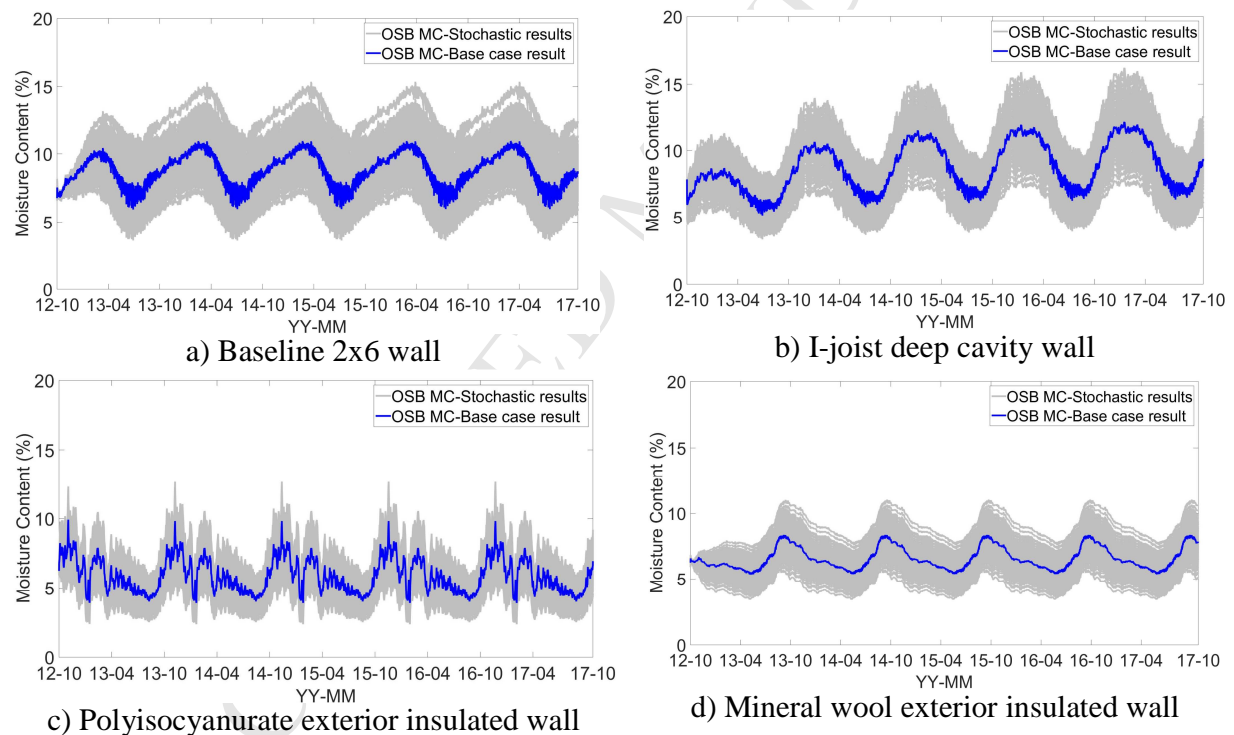 20
15
10
5
0
Moisture Content (%)
OSB MC-Stochastic results
OSB MC-Base case result
12-10 13-04 13-10 14-04 14-10 15-04 15-10 16-04 16-10 17-04 17-10
YY-MM
a) Baseline 2x6 wall
20
15
10
5
0
Moisture Content (%)
OSB MC-Stochastic results
OSB MC-Base case result
12-10 13-04 13-10 14-04 14-10 15-04 15-10 16-04 16-10 17-04 17-10
YY-MM
b) I-joist deep cavity wall
20
15
10
5
0
Moisture Content (%)
OSB MC-Stochastic results
OSB MC-Base case result
12-10 13-04 13-10 14-04 14-10 15-04 15-10 16-04 16-10 17-04 17-10
YY-MM
c) Polyisocyanurate exterior insulated wall
20
15
10
5
0
Moisture Content (%)
OSB MC-Stochastic results
OSB MC-Base case result
12-10 13-04 13-10 14-04 14-10 15-04 15-10 16-04 16-10 17-04 17-10
YY-MM
d) Mineral wool exterior insulated wall